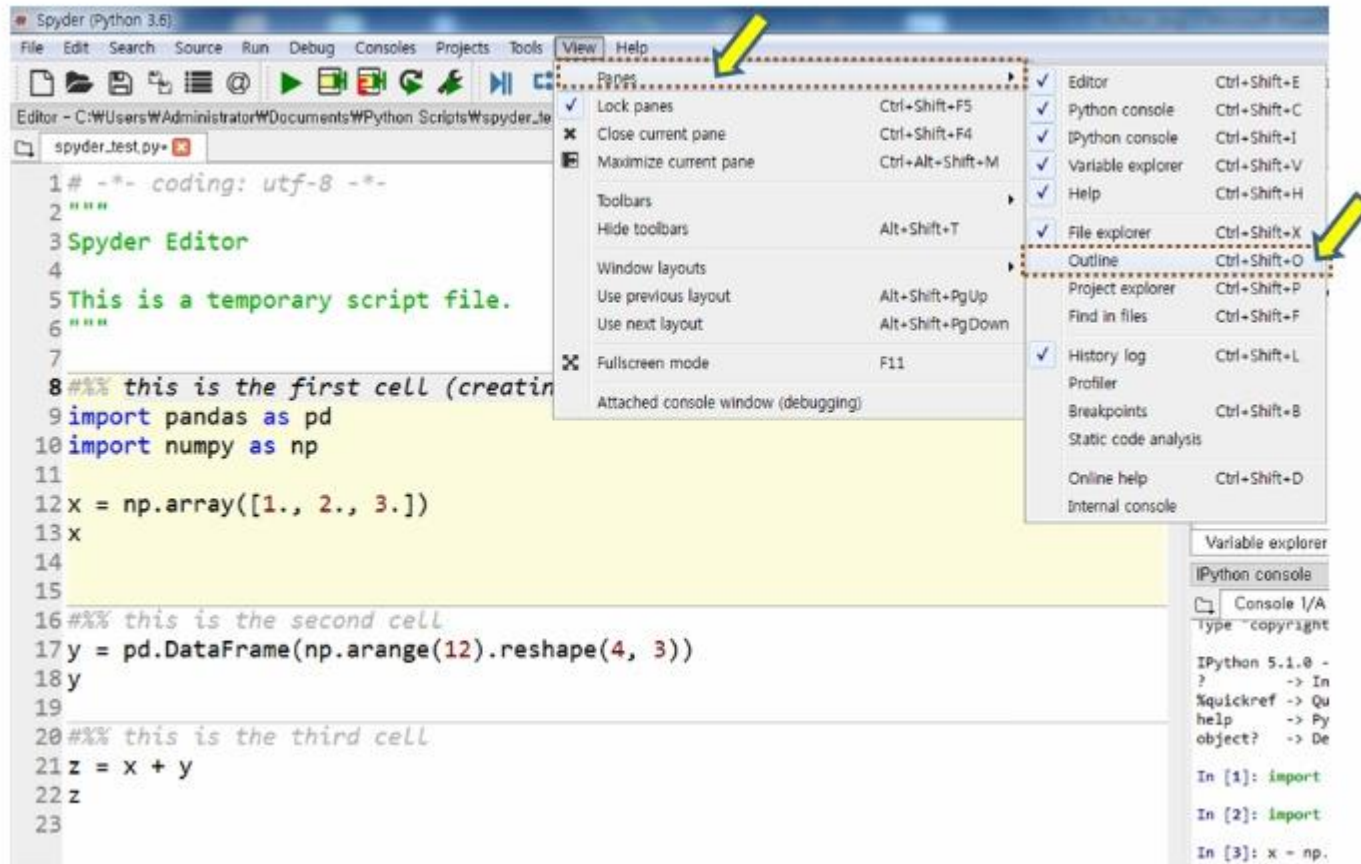 Spyder (Python 3.6)
File Edit Search Source Run Debug Consoles Projects Tools View Help
Editor - C:₩Users₩Administrator₩Documents₩Python Scripts₩spyder_te
spyder_test.py*
1 # -*- coding: utf-8 -*-
2 """
3 Spyder Editor
4
5 This is a temporary script file.
6 """
7
8 #%% this is the first cell (creatin
9 import pandas as pd
10 import numpy as np
11
12 x = np.array([1., 2., 3.])
13 x
14
15
16 #%% this is the second cell
17 y = pd.DataFrame(np.arange(12).reshape(4, 3))
18 y
19
20 #%% this is the third cell
21 z = x + y
22 z
23
Panes
Lock panes Ctrl+Shift+F5
Close current pane Ctrl+Shift+F4
Maximize current pane Ctrl+Alt+Shift+M
Toolbars
Hide toolbars Alt+Shift+T
Window layouts
Use previous layout Alt+Shift+PgUp
Use next layout Alt+Shift+PgDown
Fullscreen mode F11
Attached console window (debugging)
Editor Ctrl+Shift+E
Python console Ctrl+Shift+C
IPython console Ctrl+Shift+I
Variable explorer Ctrl+Shift+V
Help Ctrl+Shift+H
File explorer Ctrl+Shift+X
Outline Ctrl+Shift+O
Project explorer Ctrl+Shift+P
Find in files Ctrl+Shift+F
History log Ctrl+Shift+L
Profiler
Breakpoints Ctrl+Shift+B
Static code analysis
Online help Ctrl+Shift+D
Internal console
Variable explorer
IPython console
Console 1/A
Type "copyright
IPython 5.1.0 -
? -> In
%quickref -> Qu
help -> Py
object? -> De
In [1]: import
In [2]: import
In [3]: x = np.